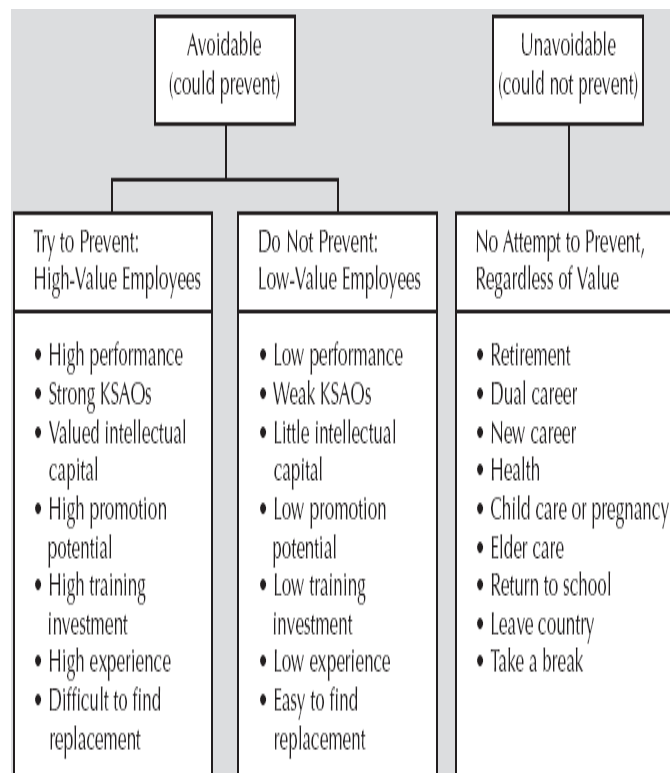 Avoidable
(could prevent)
Unavoidable
(could not prevent)
Try to Prevent:
High-Value Employees
• High performance
• Strong KSAOs
• Valued intellectual
capital
• High promotion
potential
• High training
investment
• High experience
• Difficult to find
replacement
Do Not Prevent:
Low-Value Employees
• Low performance
• Weak KSAOs
• Little intellectual
capital
• Low promotion
potential
• Low training
investment
• Low experience
• Easy to find
replacement
No Attempt to Prevent,
Regardless of Value
• Retirement
• Dual career
• New career
• Health
• Child care or pregnancy
• Elder care
• Return to school
• Leave country
• Take a break